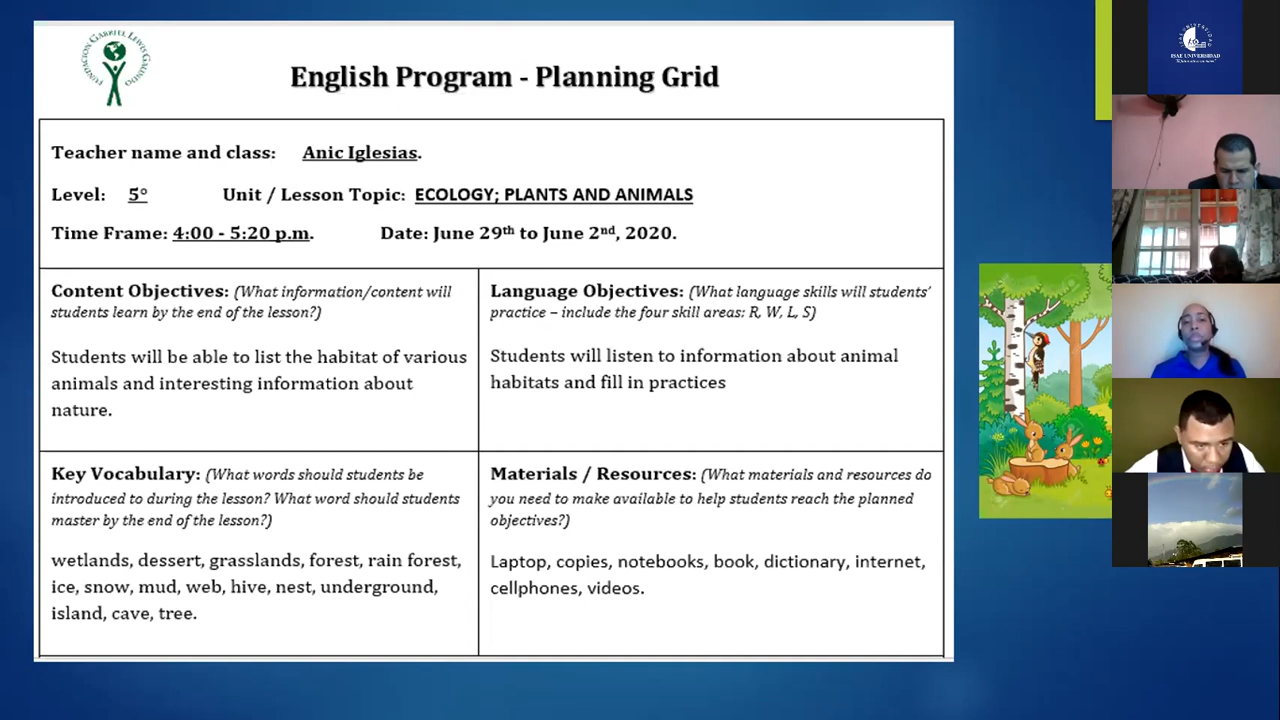 FUNDACION GABRIEL LEWIS GALINDO
English Program - Planning Grid
Teacher name and class: Anic Iglesias.
Level: 5° Unit / Lesson Topic: ECOLOGY; PLANTS AND ANIMALS
Time Frame: 4:00 - 5:20 p.m. Date: June 29th to June 2nd, 2020.
Content Objectives: (What information/content will
students learn by the end of the lesson?)
Students will be able to list the habitat of various
animals and interesting information about
nature.
Language Objectives: (What language skills will students'
practice – include the four skill areas: R, W, L, S)
Students will listen to information about animal
habitats and fill in practices
Key Vocabulary: (What words should students be
introduced to during the lesson? What word should students
master by the end of the lesson?)
wetlands, dessert, grasslands, forest, rain forest,
ice, snow, mud, web, hive, nest, underground,
island, cave, tree.
Materials / Resources: (What materials and resources do
you need to make available to help students reach the planned
objectives?)
Laptop, copies, notebooks, book, dictionary, internet,
cellphones, videos.
ISAE UNIVERSIDAD